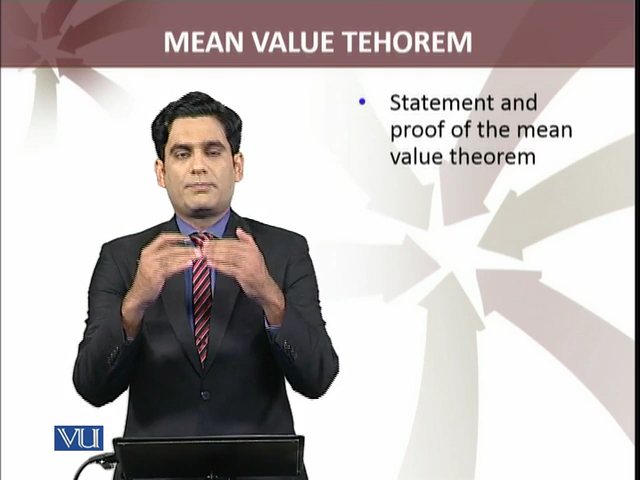 MEAN VALUE TEHOREM
• Statement and
proof of the mean
value theorem
VU